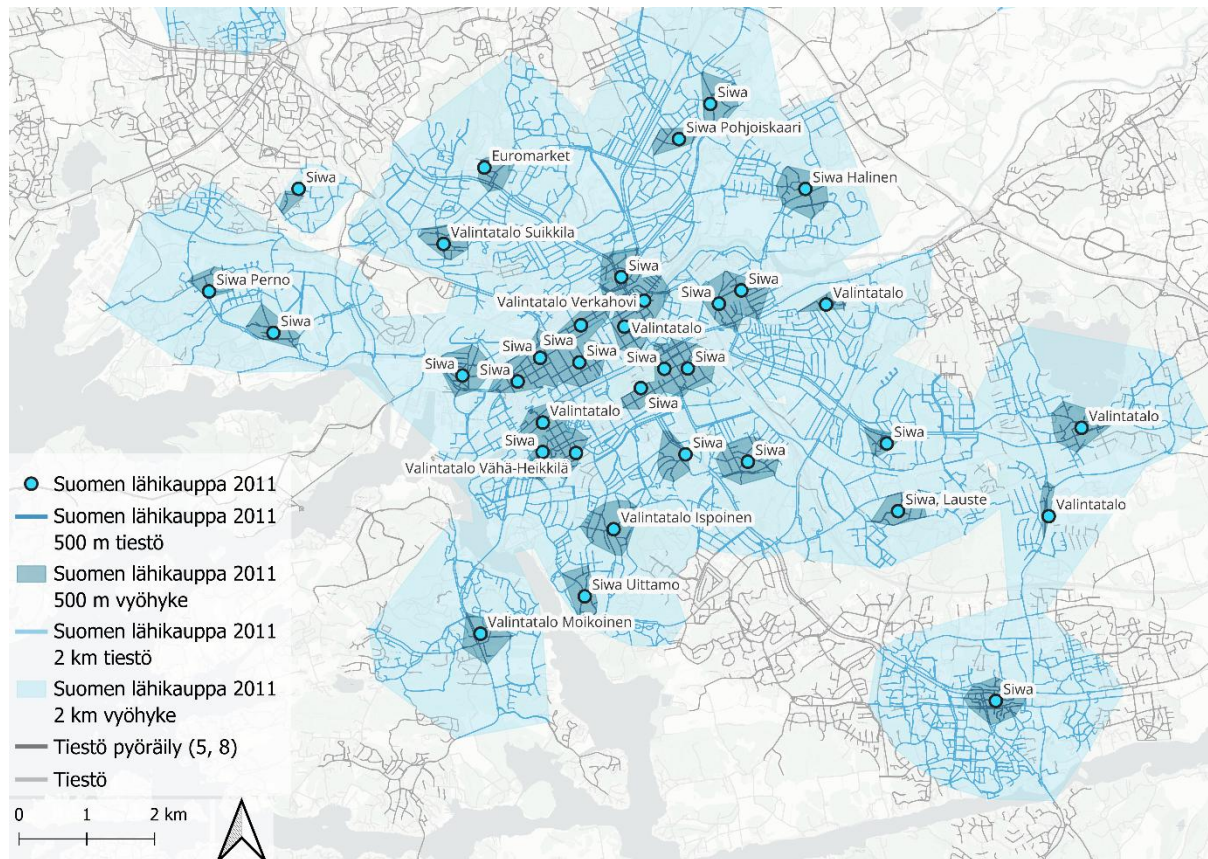 Siwa
Siwa Pohjoiskaari
Euromarket
Siwa
Siwa Halinen
Valintatalo Suikkila
Siwa
Siwa Perno
Siwa
Siwa
Valintatalo Verkahovi
Valintatalo
Siwa
Valintatalo
Siwa
Siwa
Siwa
Siwa
Siwa
Siwa
Siwa
Siwa
Valintatalo
Valintatalo
Siwa
Siwa
Siwa
Siwa
Valintatalo Vähä-Heikkilä
Siwa, Lauste
Valintatalo
Valintatalo Ispoinen
Siwa Uittamo
Valintatalo Moikoinen
Siwa
Suomen lähikauppa 2011
Suomen lähikauppa 2011
500 m tiestö
Suomen lähikauppa 2011
500 m vyöhyke
Suomen lähikauppa 2011
2 km tiestö
Suomen lähikauppa 2011
2 km vyöhyke
Tiestö pyöräily (5, 8)
Tiestö
0 1 2 km